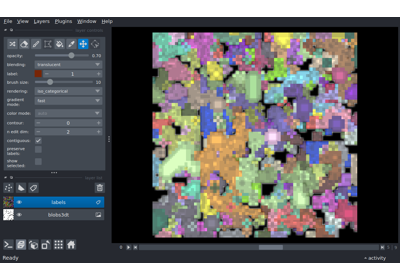 File View Layers Plugins Window Help
opacity: 0.70
blending: translucent
label: 1
brush size: 10
rendering: iso_categorical
gradient mode: fast
color mode:
contour: 0
n edit dim: 2
contiguous:
preserve labels:
show selected:
labels
blobs3dt
0
Ready
activity